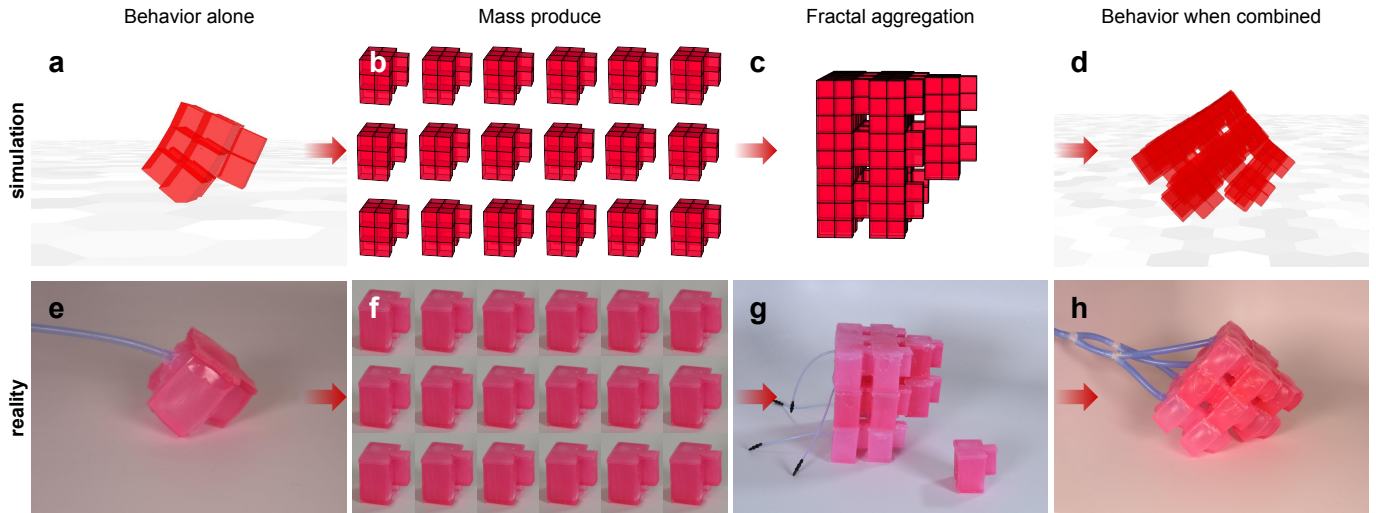 Behavior alone
Mass produce
Fractal aggregation
Behavior when combined
simulation
a
b
c
d
reality
e
f
g
h